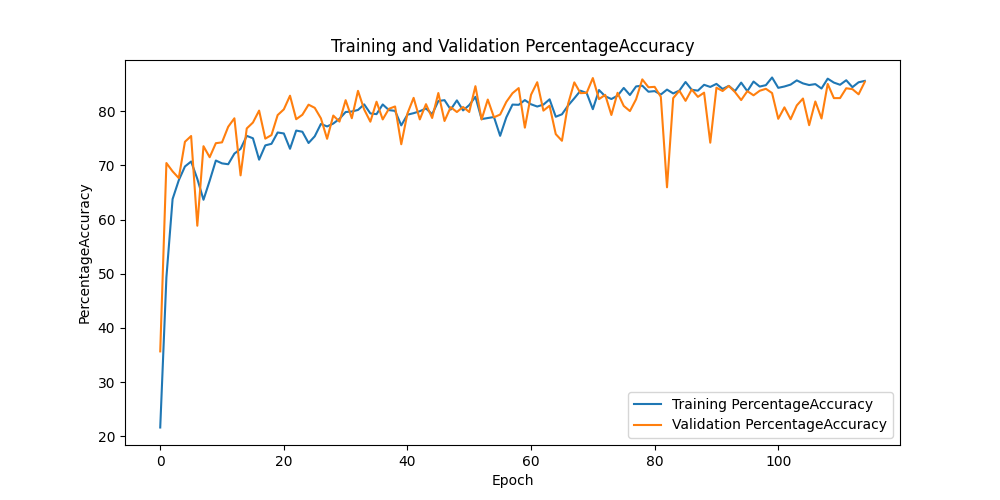 Training and Validation PercentageAccuracy
PercentageAccuracy
80
70
60
50
40
30
20
0 20 40 60 80 100
Epoch
Training PercentageAccuracy
Validation PercentageAccuracy